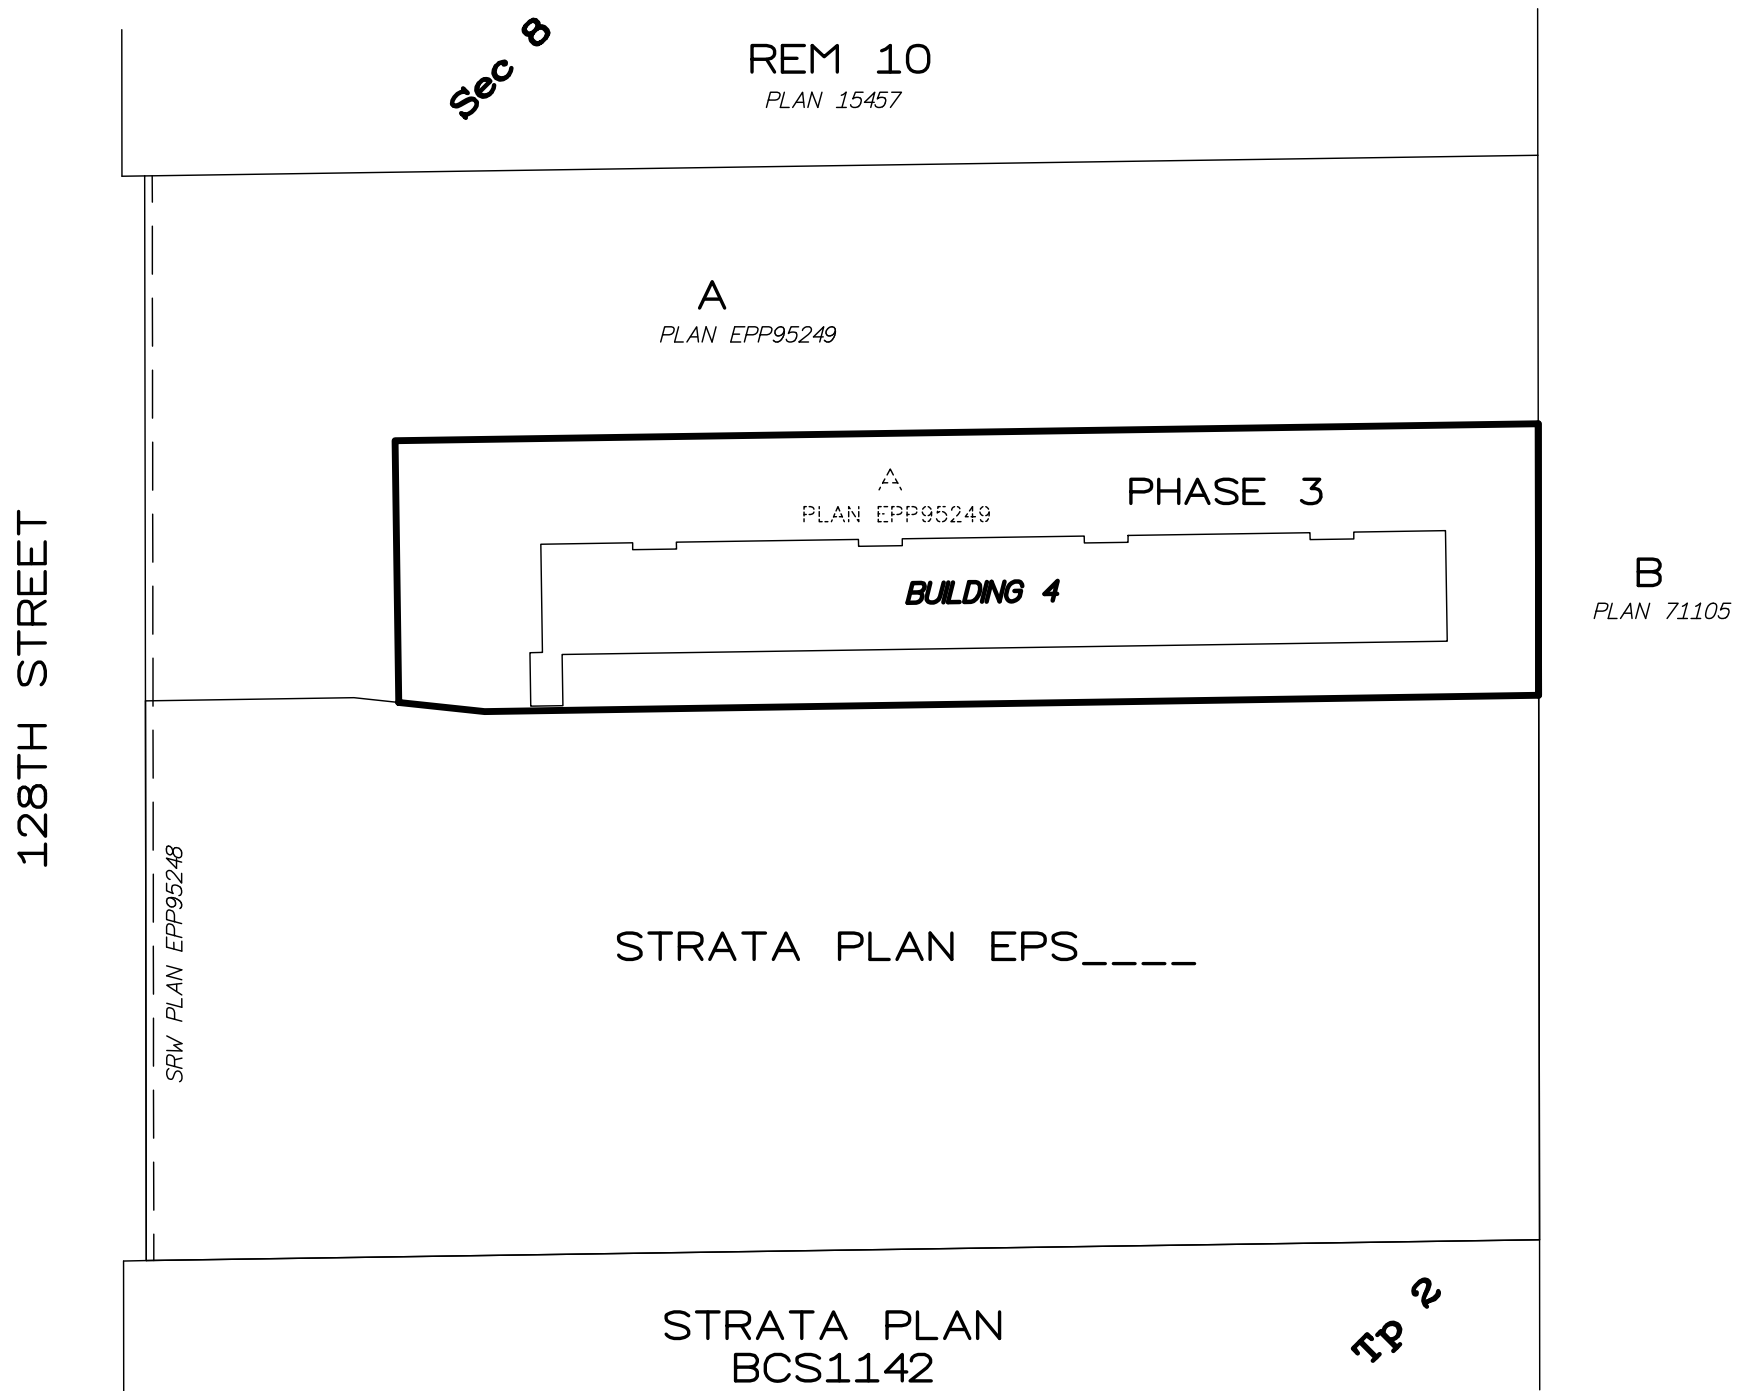 Sec 8
REM 10
PLAN 15457
A
PLAN EPP95249
A
PLAN EPP95249
PHASE 3
BUILDING 4
B
PLAN 71105
128TH STREET
SRW PLAN EPP95248
STRATA PLAN EPS____
STRATA PLAN
BCS1142
Tp 2